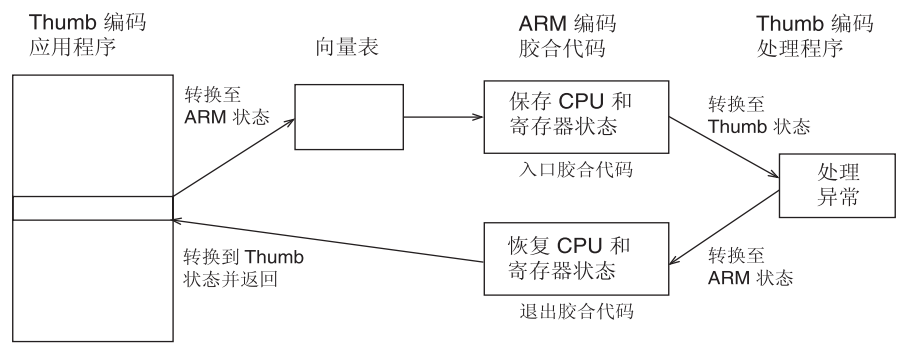 Thumb 编码
应用程序
向量表
ARM 编码
胶合代码
Thumb 编码
处理程序
转换至
ARM 状态
保存 CPU 和
寄存器状态
入口胶合代码
转换至
Thumb 状态
处理
异常
转换到 Thumb
状态并返回
恢复 CPU 和
寄存器状态
退出胶合代码
转换至
ARM 状态